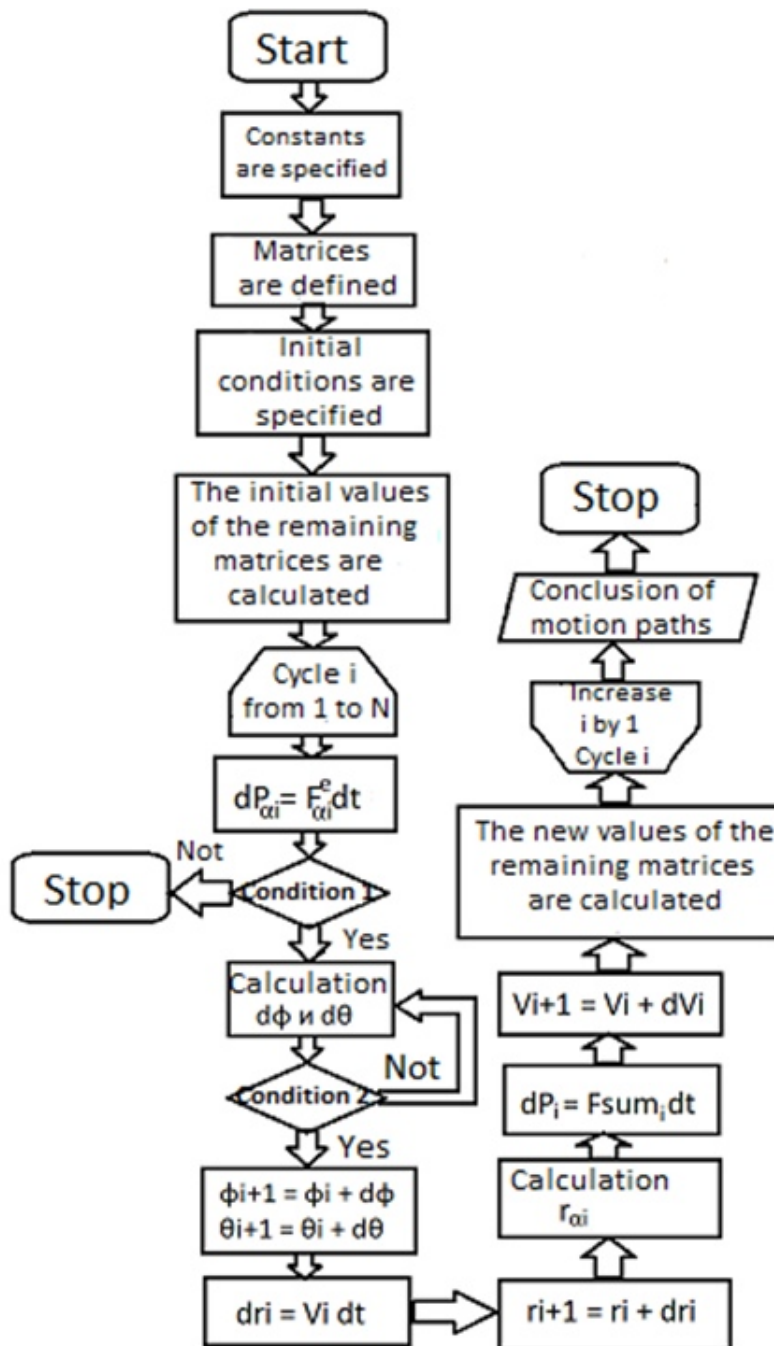 Start
Constants
are specified
Matrices
are defined
Initial
conditions are
specified
The initial values
of the remaining
matrices are
calculated
Cycle i
from 1 to N
dPαi = Fᵉαi dt
Not
Stop
Condition 1
Yes
Calculation
dϕ и dθ
Not
Condition 2
Yes
ϕi+1 = ϕi + dϕ
θi+1 = θi + dθ
dri = Vi dt
ri+1 = ri + dri
Calculation
rαi
dPi = Fsumi dt
Vi+1 = Vi + dVi
The new values of the
remaining matrices
are calculated
Increase
i by 1
Cycle i
Conclusion of
motion paths
Stop